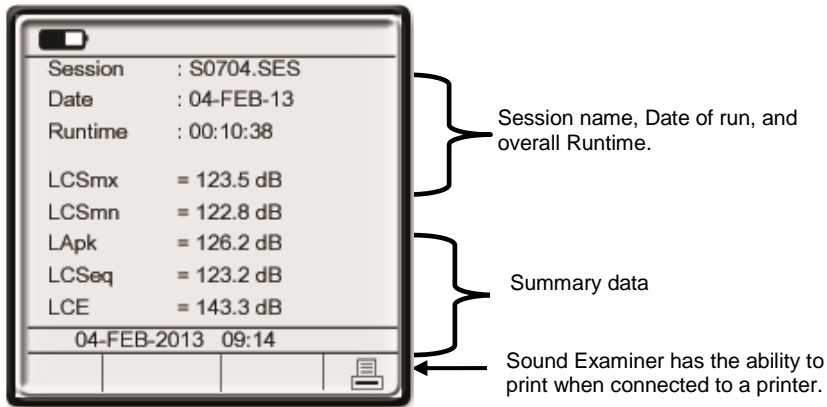 Session : S0704.SES
Date : 04-FEB-13
Runtime : 00:10:38
LCSmx = 123.5 dB
LCSmn = 122.8 dB
LApk = 126.2 dB
LCSeq = 123.2 dB
LCE = 143.3 dB
04-FEB-2013 09:14
Session name, Date of run, and
overall Runtime.
Summary data
Sound Examiner has the ability to
print when connected to a printer.